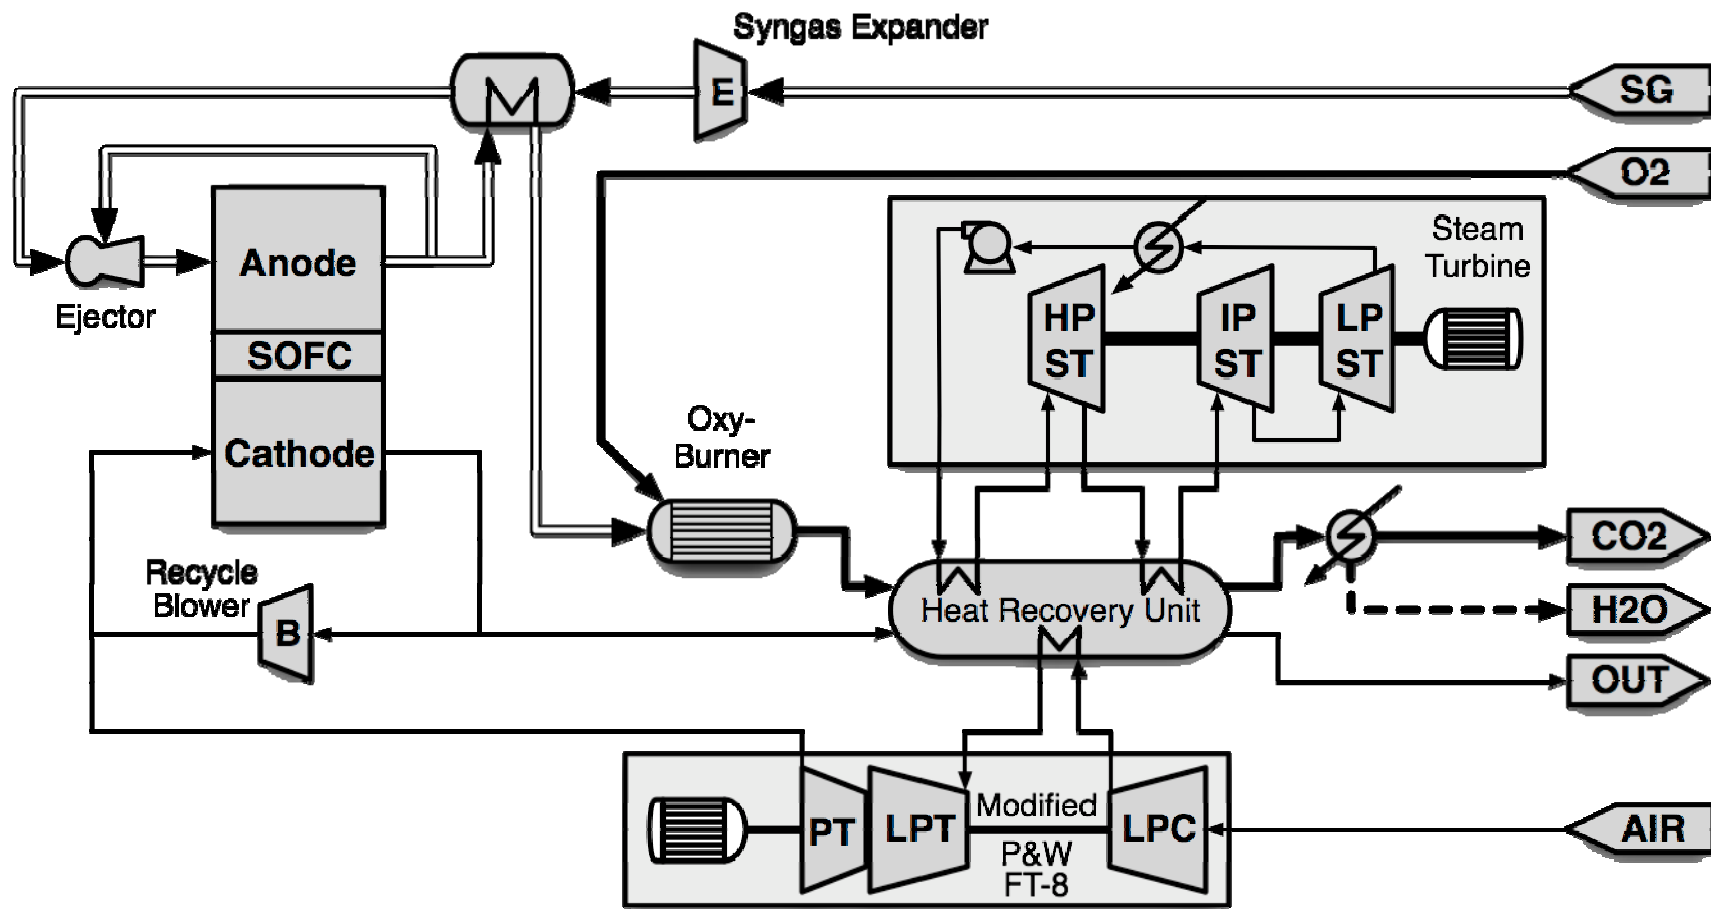 Syngas Expander
E
SG
O2
Steam
Turbine
Anode
Ejector
HP
ST
IP
ST
LP
ST
SOFC
Oxy-
Burner
Cathode
CO2
Recycle
Blower
B
Heat Recovery Unit
H2O
OUT
PT
LPT
Modified
P&W
FT-8
LPC
AIR